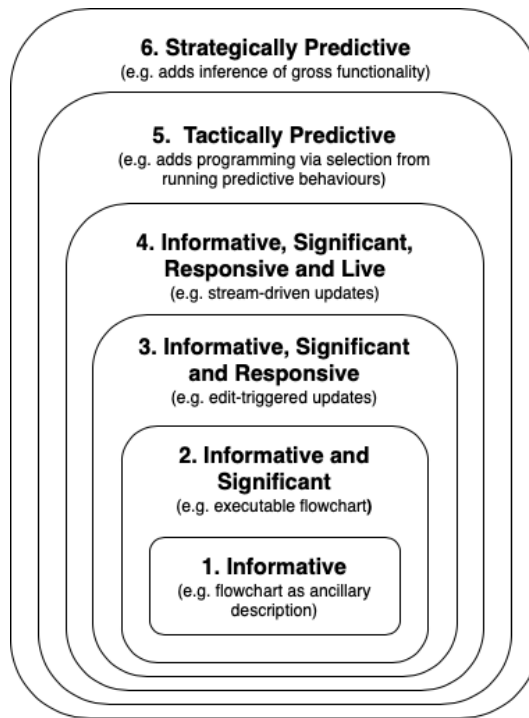 6. Strategically Predictive
(e.g. adds inference of gross functionality)
5. Tactically Predictive
(e.g. adds programming via selection from
running predictive behaviours)
4. Informative, Significant,
Responsive and Live
(e.g. stream-driven updates)
3. Informative, Significant
and Responsive
(e.g. edit-triggered updates)
2. Informative and
Significant
(e.g. executable flowchart)
1. Informative
(e.g. flowchart as ancillary
description)